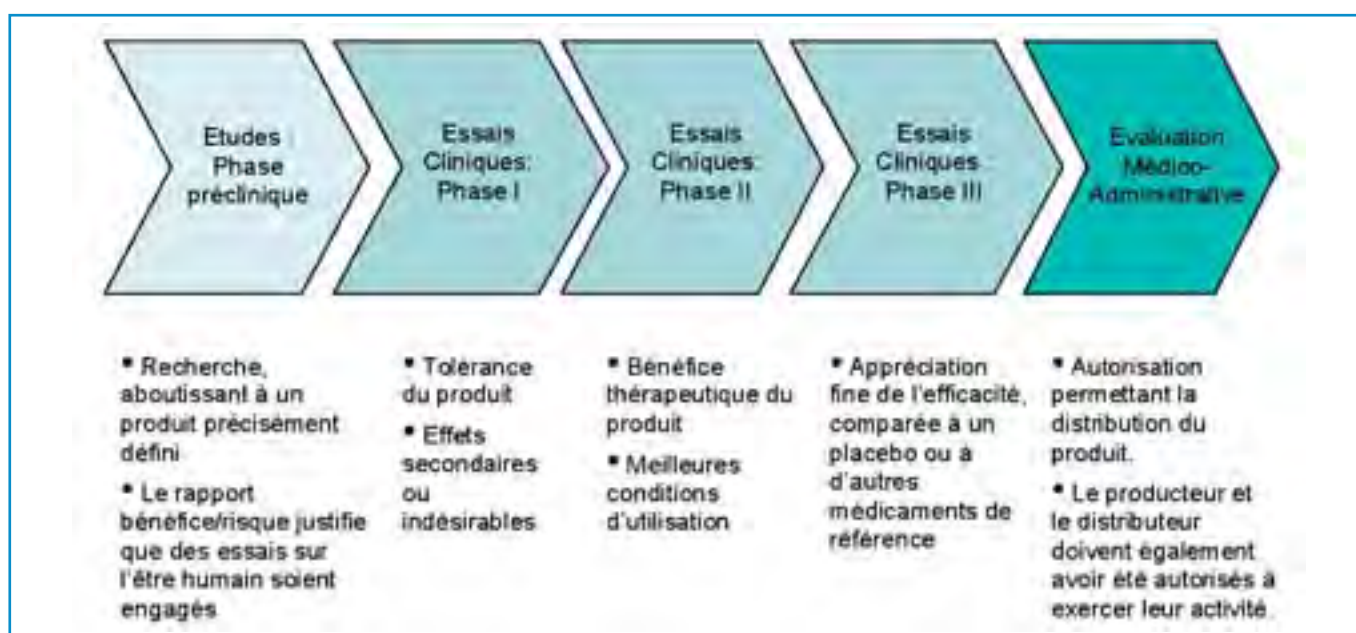 Etudes :
Phase
préclinique
Essais
Cliniques:
Phase I
Essais
Cliniques:
Phase II
Essais
Cliniques :
Phase III
Evaluation
Médico-
Administrative
• Recherche,
aboutissant à un
produit précisément
défini
• Le rapport
bénéfice/risque justifie
que des essais sur
l'être humain soient
engagés
• Tolérance
du produit
• Effets
secondaires
ou
indésirables
• Bénéfice
thérapeutique du
produit
• Meilleures
conditions
d'utilisation
• Appréciation
fine de l'efficacité,
comparée à un
placebo ou à
d'autres
médicaments de
référence
• Autorisation
permettant la
distribution du
produit.
• Le producteur et
le distributeur
doivent également
avoir été autorisés à
exercer leur activité.